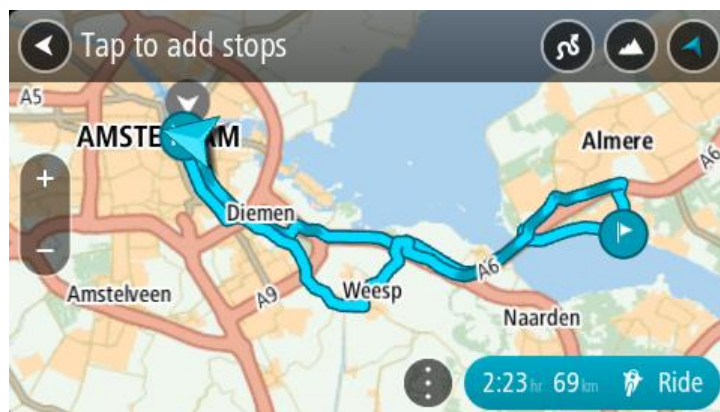 Tap to add stops
A5
AMSTE AM
Almere
A6
Diemen
Amstelveen
A9
Weesp
A6
Naarden
2:23 hr 69 km Ride